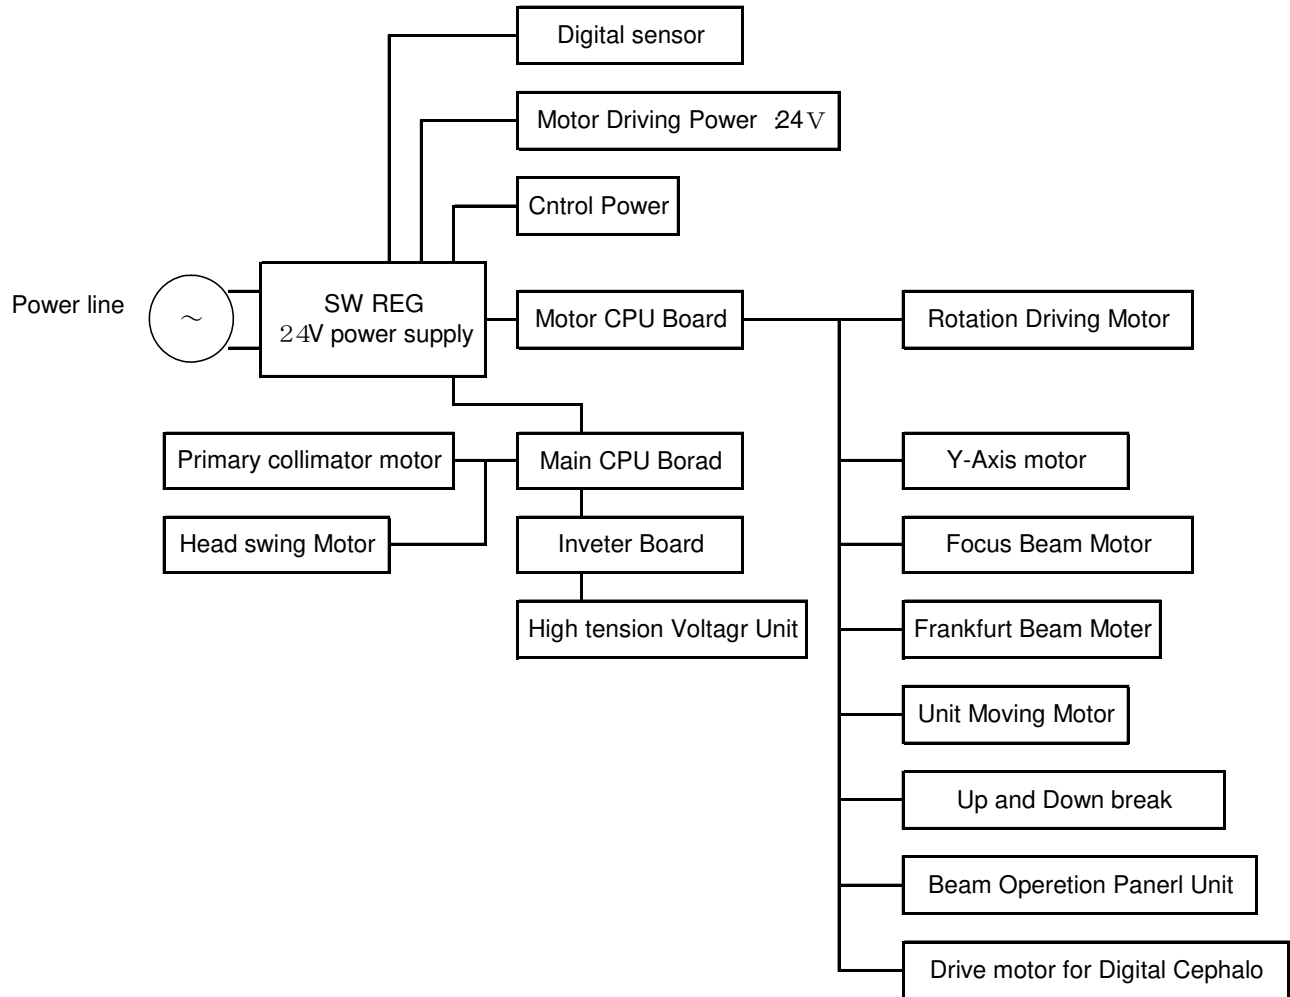 Digital sensor
Motor Driving Power :24V
Cntrol Power
Power line
~
SW REG
24V power supply
Motor CPU Board
Rotation Driving Motor
Primary collimator motor
Main CPU Borad
Y-Axis motor
Head swing Motor
Inveter Board
Focus Beam Motor
High tension Voltagr Unit
Frankfurt Beam Moter
Unit Moving Motor
Up and Down break
Beam Operetion Panerl Unit
Drive motor for Digital Cephalo